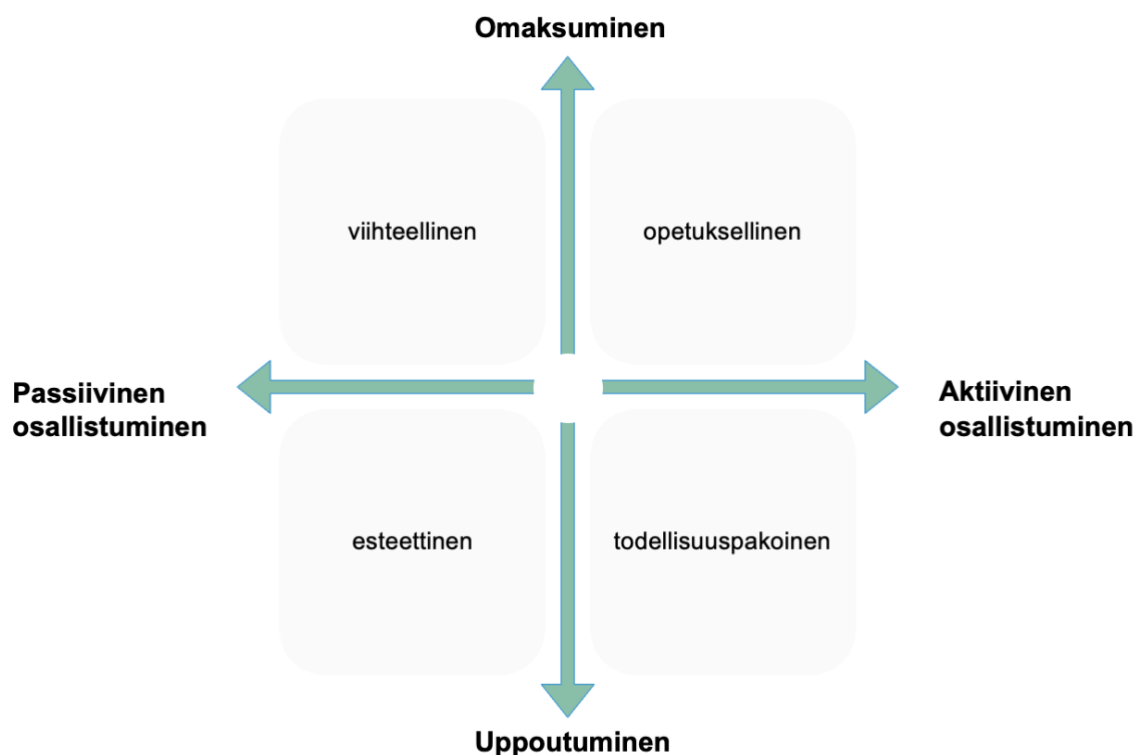 Omaksuminen
viihteellinen
opetuksellinen
Passiivinen
osallistuminen
Aktiivinen
osallistuminen
esteettinen
todellisuuspakoinen
Uppoutuminen